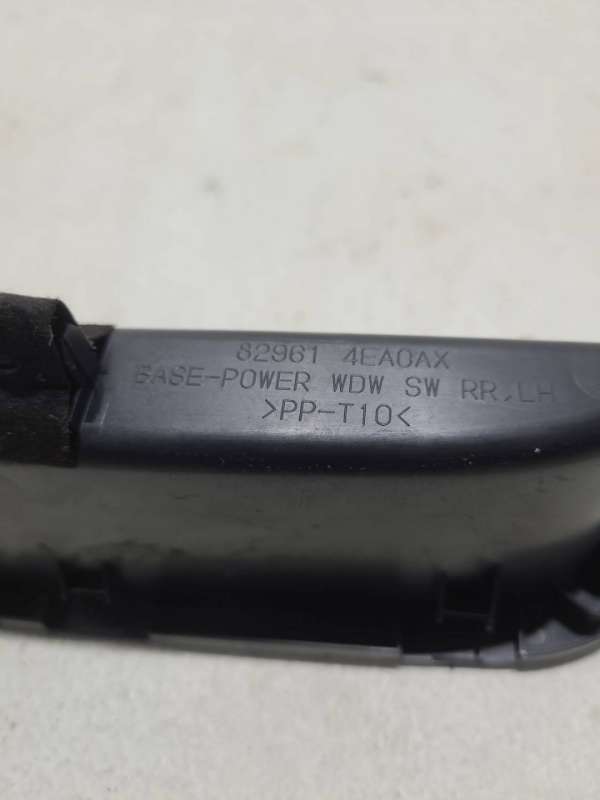 82961 4EA0AX
BASE-POWER WDW SW RR,LH
>PP-T10<